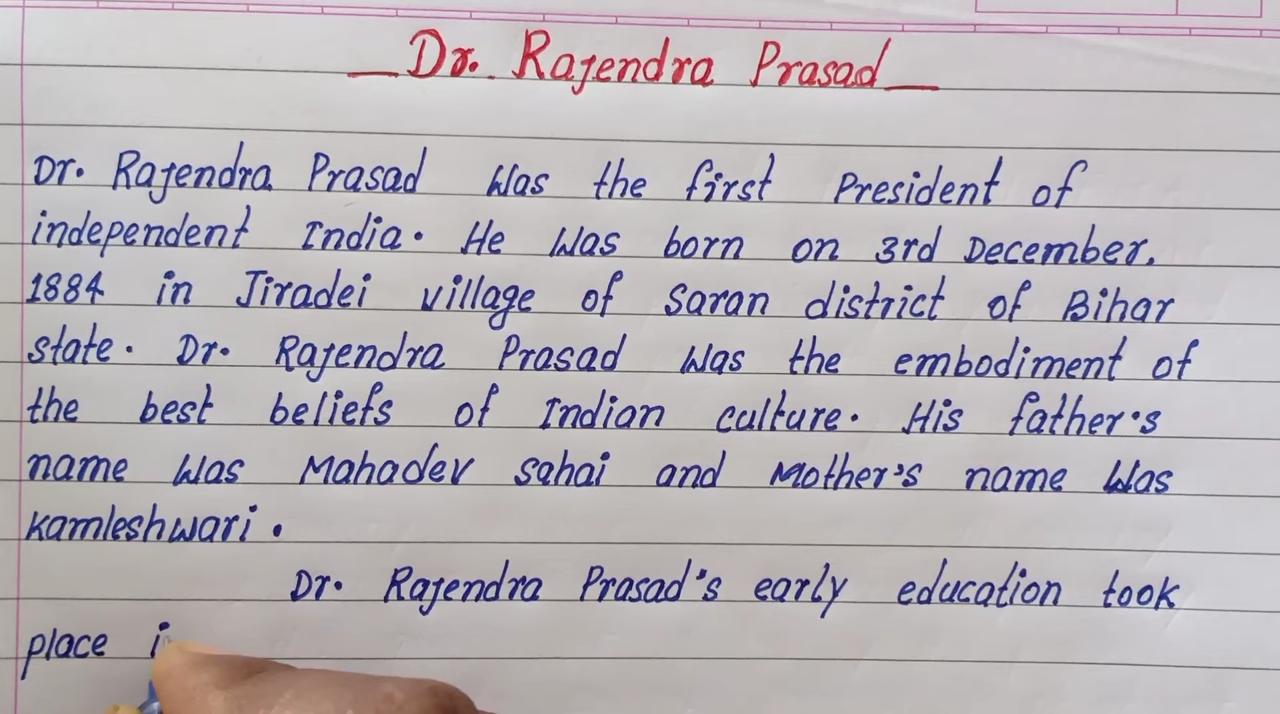 Dr. Rajendra Prasad
Dr. Rajendra Prasad was the first President of
independent India. He was born on 3rd December,
1884 in Jiradei village of Saran district of Bihar
state. Dr. Rajendra Prasad was the embodiment of
the best beliefs of Indian culture. His father's
name was Mahadev sahai and Mother's name was
Kamleshwari.
Dr. Rajendra Prasad's early education took
place